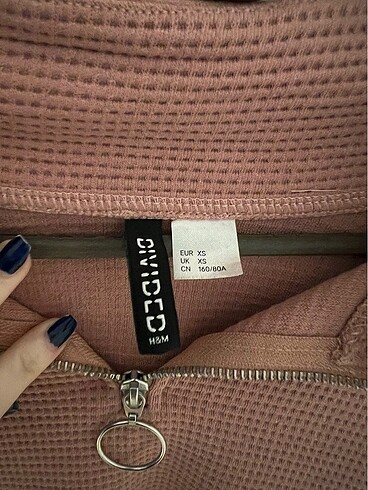 DIVIDED
H&M
EUR XS
UK XS
CN 160/80A